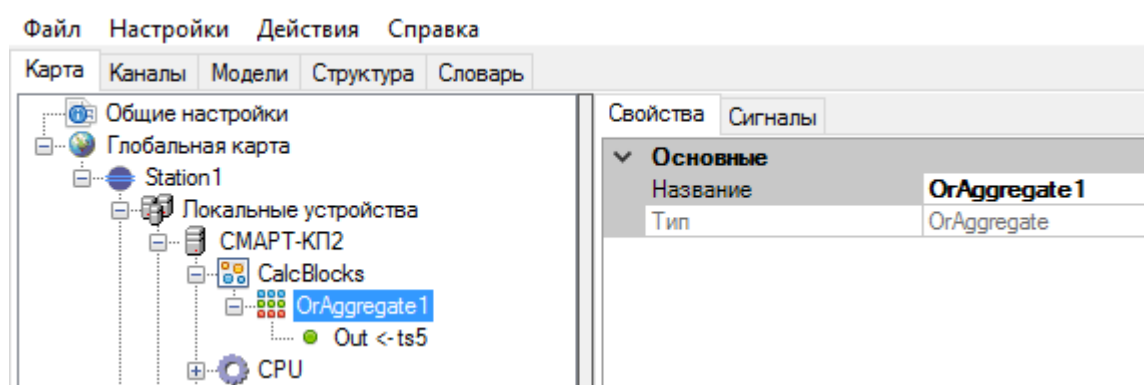 Файл Настройки Действия Справка
Карта Каналы Модели Структура Словарь
Общие настройки
Глобальная карта
Station1
Локальные устройства
СМАРТ-КП2
CalcBlocks
OrAggregate1
Out <- ts5
CPU
Свойства Сигналы
Основные
Название OrAggregate1
Тип OrAggregate